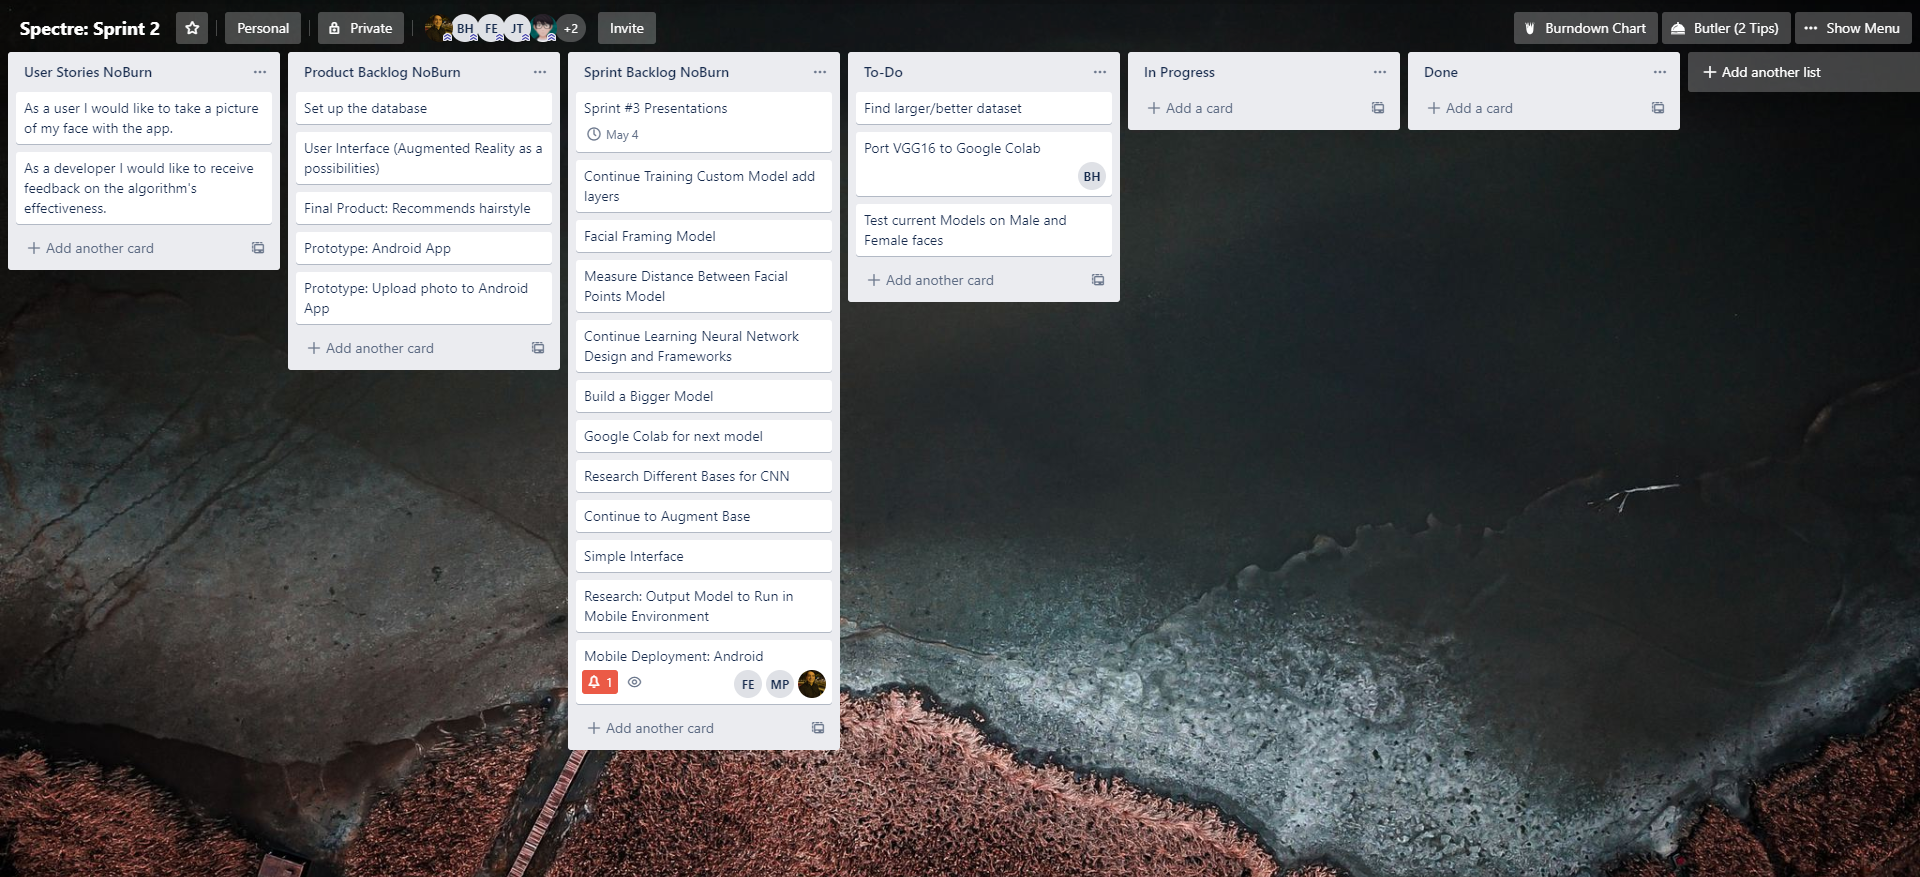 Spectre: Sprint 2
Personal
Private
BH
FE
JT
+2
Invite
Burndown Chart
Butler (2 Tips)
Show Menu
User Stories NoBurn
As a user I would like to take a picture
of my face with the app.
As a developer I would like to receive
feedback on the algorithm's
effectiveness.
Add another card
Product Backlog NoBurn
Set up the database
User Interface (Augmented Reality as a
possibilities)
Final Product: Recommends hairstyle
Prototype: Android App
Prototype: Upload photo to Android
App
Add another card
Sprint Backlog NoBurn
Sprint #3 Presentations
May 4
Continue Training Custom Model add
layers
Facial Framing Model
Measure Distance Between Facial
Points Model
Continue Learning Neural Network
Design and Frameworks
Build a Bigger Model
Google Colab for next model
Research Different Bases for CNN
Continue to Augment Base
Simple Interface
Research: Output Model to Run in
Mobile Environment
Mobile Deployment: Android
1
FE
MP
Add another card
To-Do
Find larger/better dataset
Port VGG16 to Google Colab
BH
Test current Models on Male and
Female faces
Add another card
In Progress
Add a card
Done
Add a card
Add another list